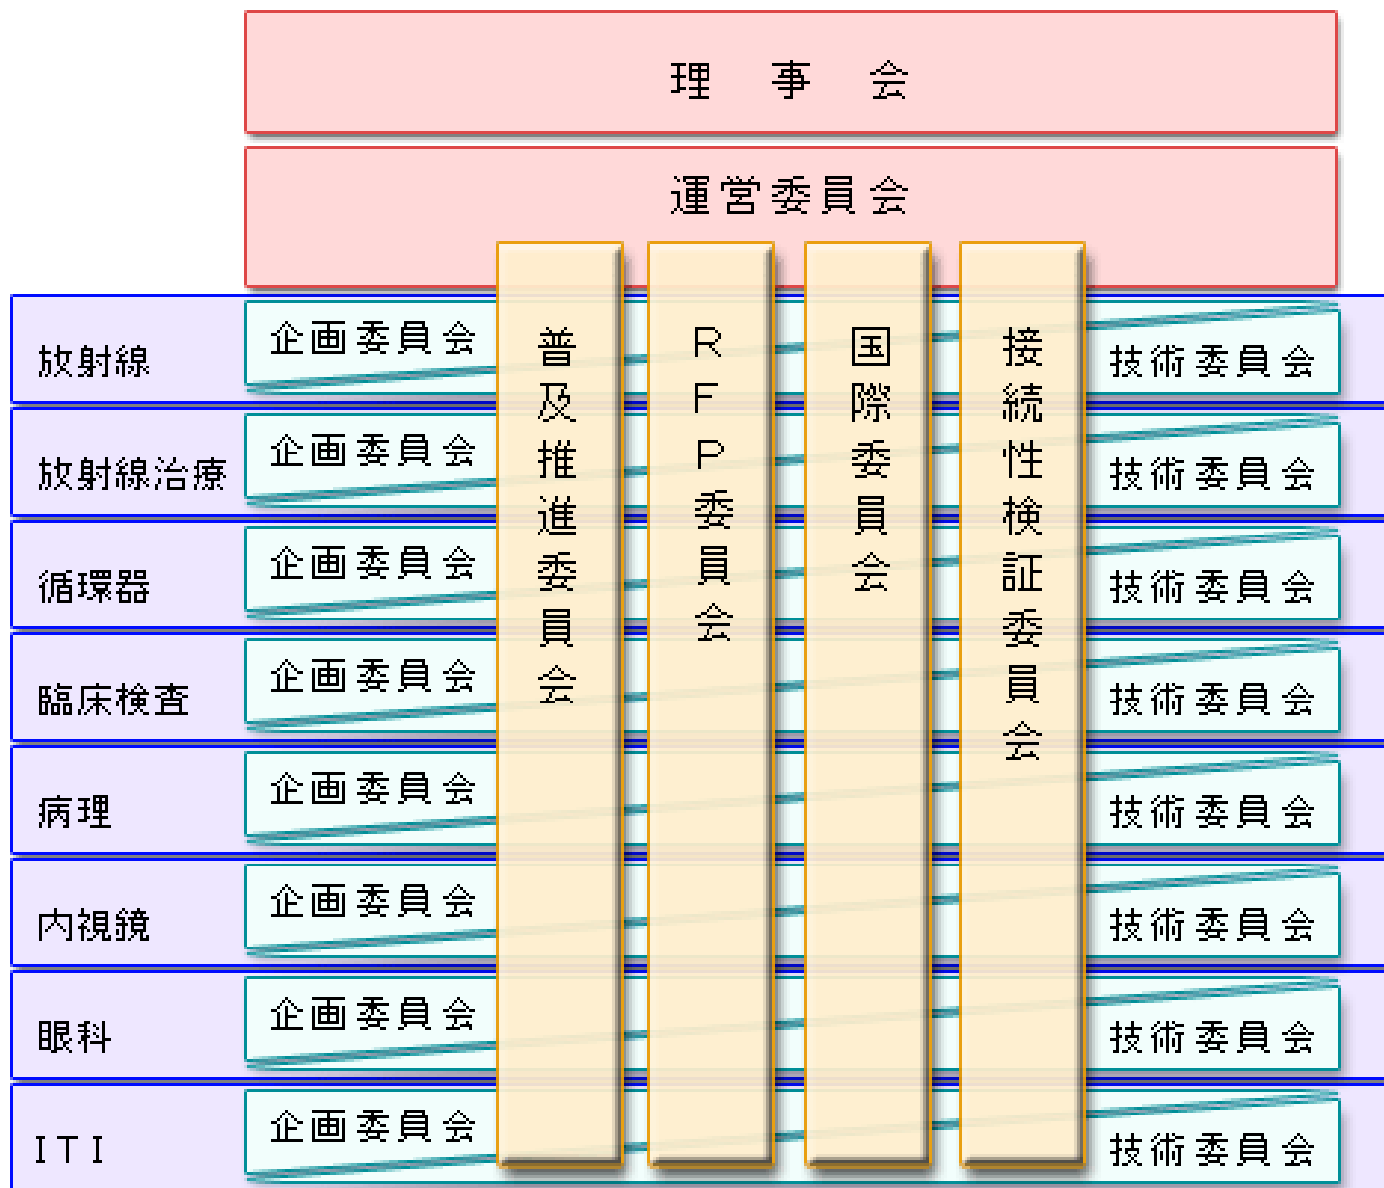 理事会
運営委員会
放射線
企画委員会
技術委員会
放射線治療
企画委員会
技術委員会
循環器
企画委員会
技術委員会
臨床検査
企画委員会
技術委員会
病理
企画委員会
技術委員会
内視鏡
企画委員会
技術委員会
眼科
企画委員会
技術委員会
ITI
企画委員会
技術委員会
普及推進委員会
RFP委員会
国際委員会
接続性検証委員会